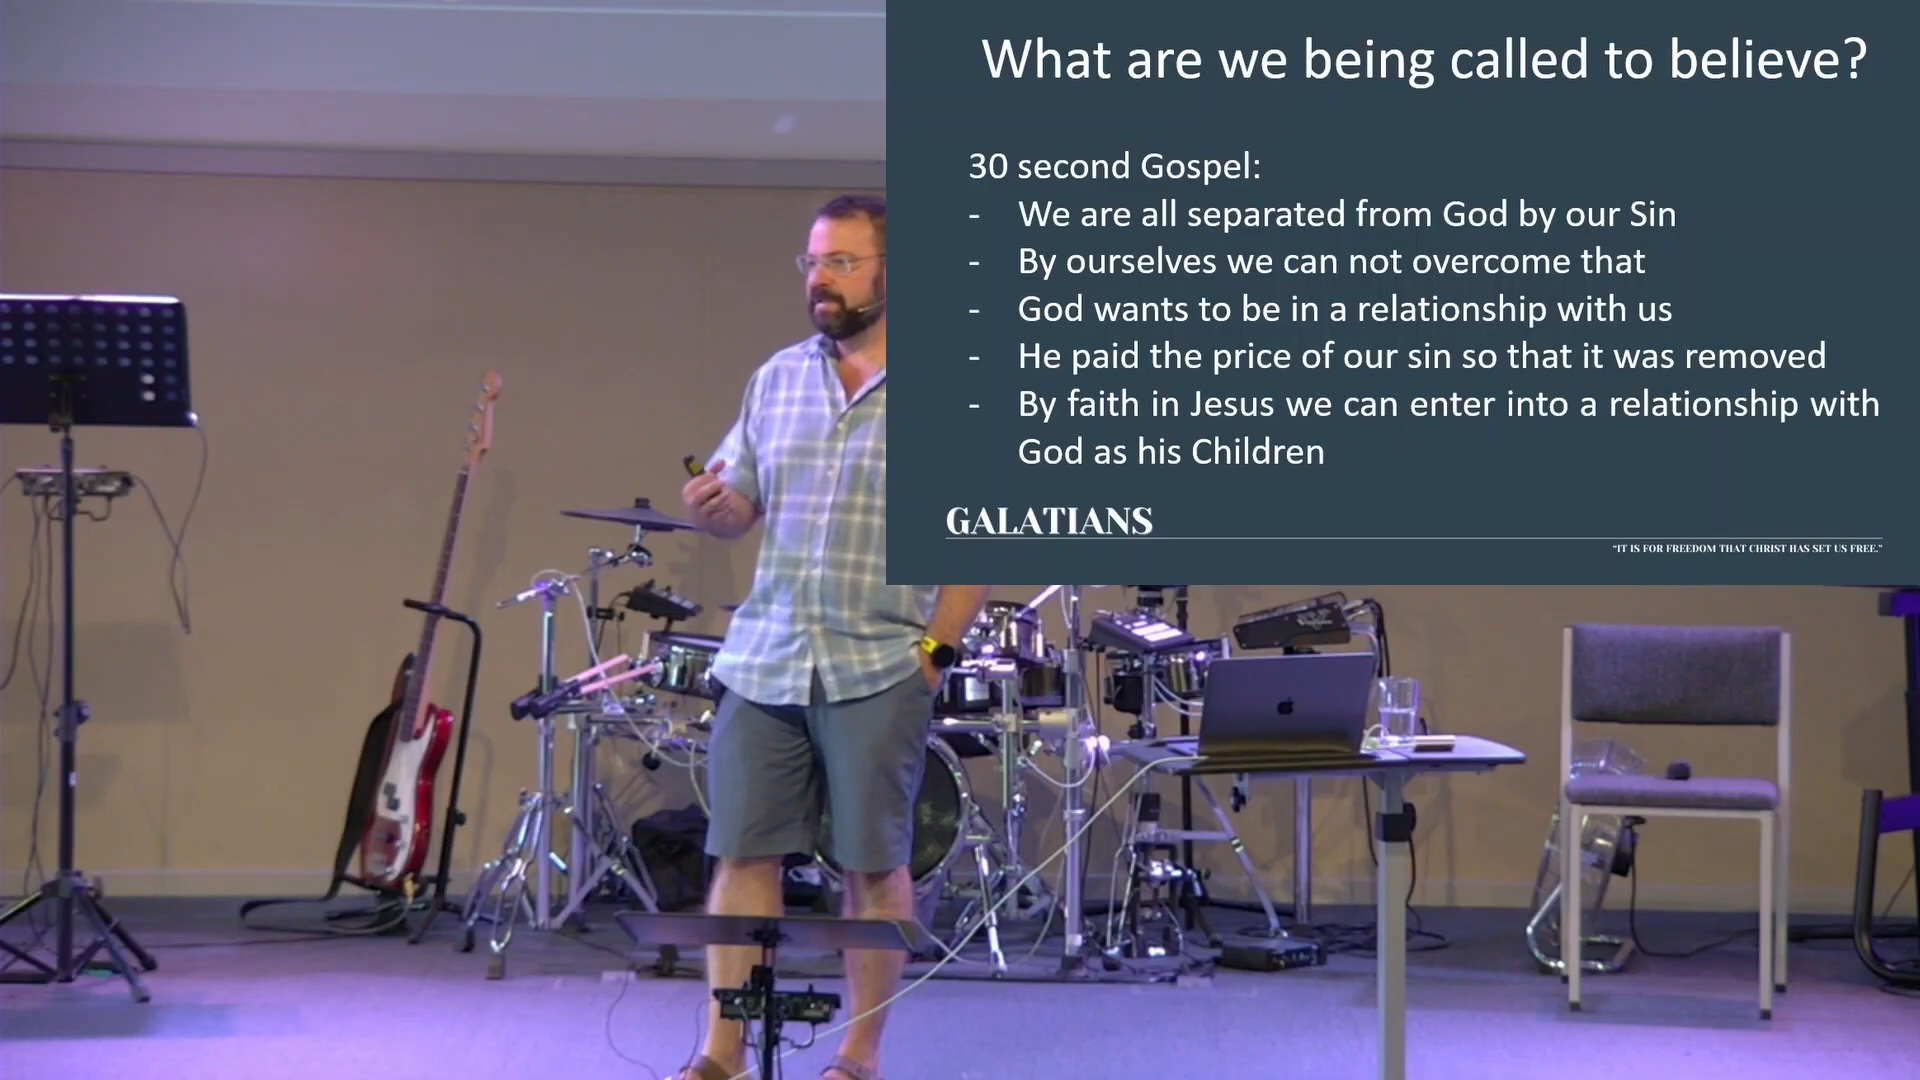 What are we being called to believe?
30 second Gospel:
- We are all separated from God by our Sin
- By ourselves we can not overcome that
- God wants to be in a relationship with us
- He paid the price of our sin so that it was removed
- By faith in Jesus we can enter into a relationship with
God as his Children
GALATIANS
“IT IS FOR FREEDOM THAT CHRIST HAS SET US FREE.”